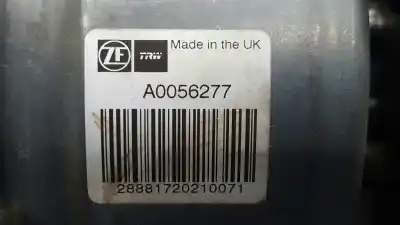 ZF TRW Made in the UK
A0056277
28881720210071